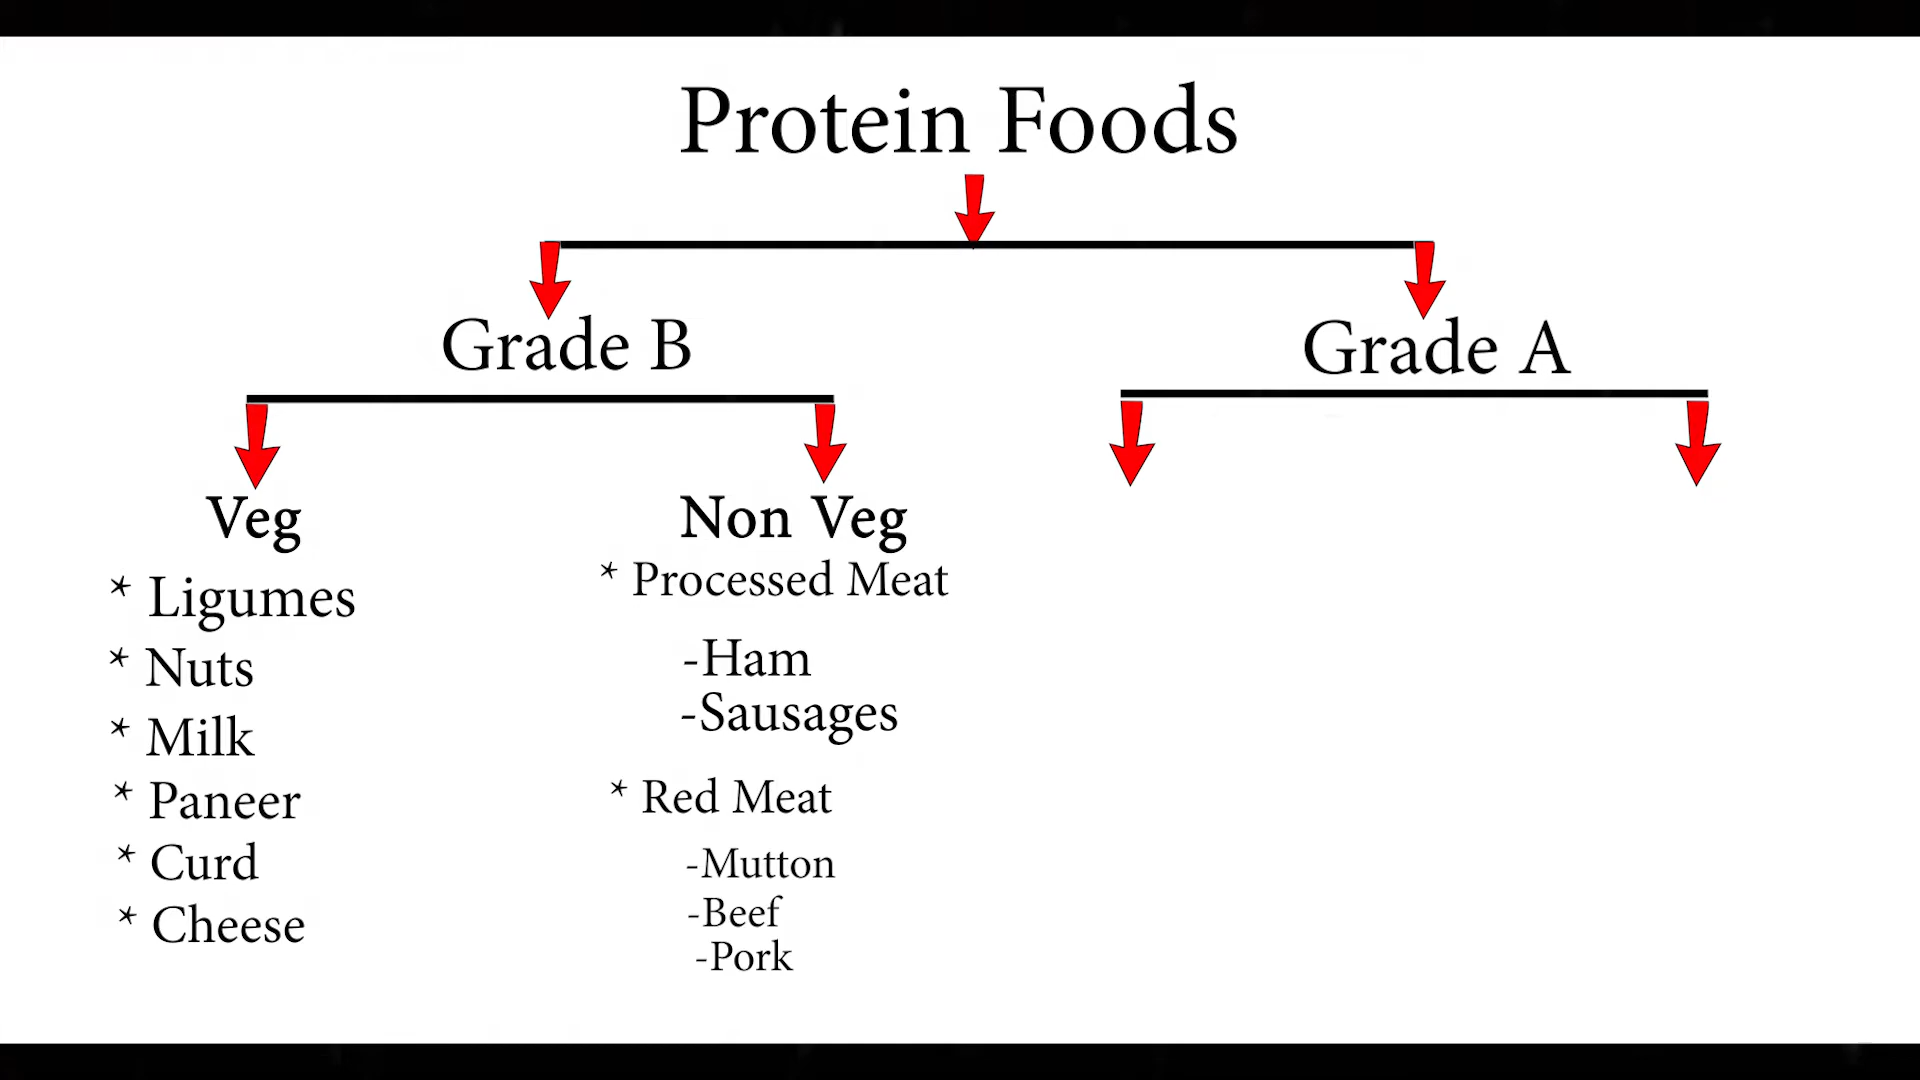 Protein Foods
Grade B
Grade A
Veg
* Ligumes
* Nuts
* Milk
* Paneer
* Curd
* Cheese
Non Veg
* Processed Meat
-Ham
-Sausages
* Red Meat
-Mutton
-Beef
-Pork